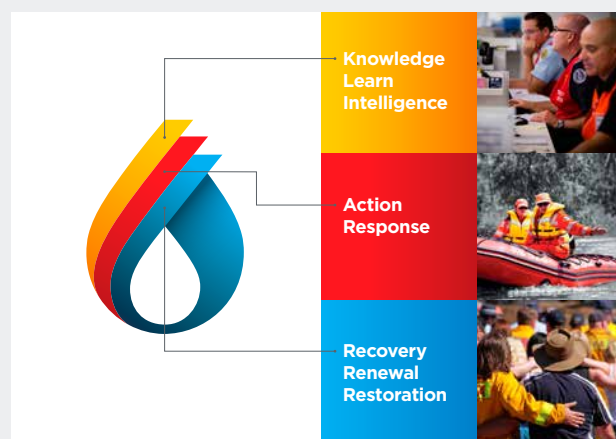 Knowledge
Learn
Intelligence
Action
Response
Recovery
Renewal
Restoration